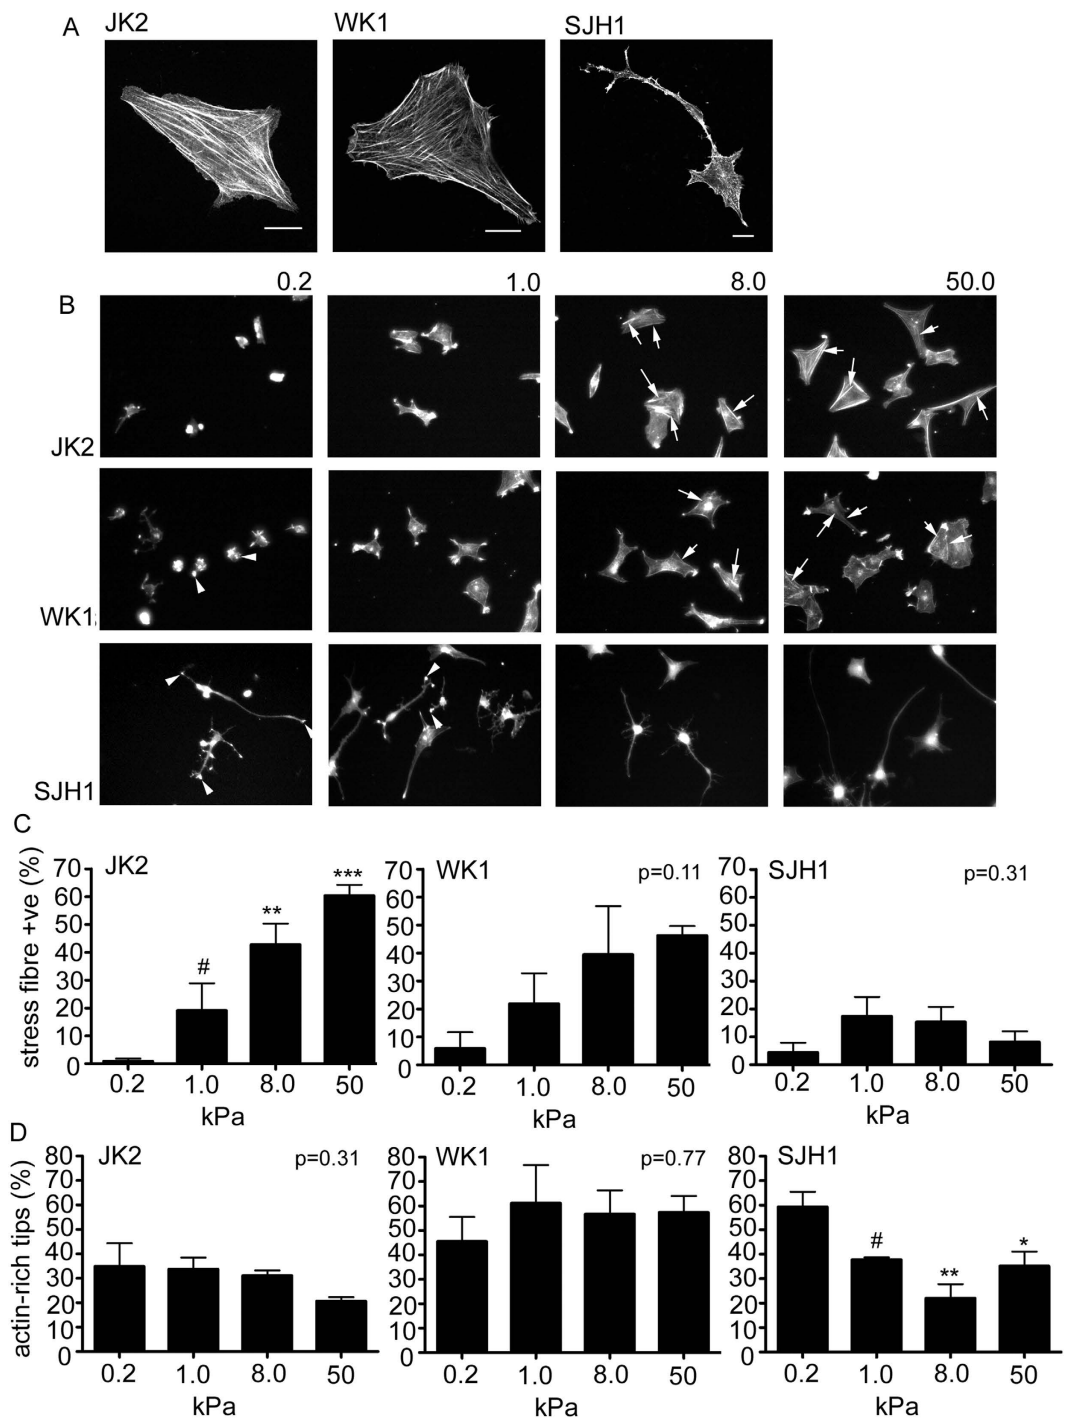 A JK2 WK1 SJH1
0.2 1.0 8.0 50.0
B
JK2
WK1
SJH1
C
JK2 WK1 p=0.11 SJH1 p=0.31
stress fibre +ve (%)
70 70 70
60 60 60
50 50 50
40 40 40
30 30 30
20 20 20
10 10 10
0 0 0
# ** ***
0.2 1.0 8.0 50 0.2 1.0 8.0 50 0.2 1.0 8.0 50
kPa kPa kPa
D
JK2 p=0.31 WK1 p=0.77 SJH1
actin-rich tips (%)
80 80 80
70 70 70
60 60 60
50 50 50
40 40 40
30 30 30
20 20 20
10 10 10
0 0 0
# ** *
0.2 1.0 8.0 50 0.2 1.0 8.0 50 0.2 1.0 8.0 50
kPa kPa kPa